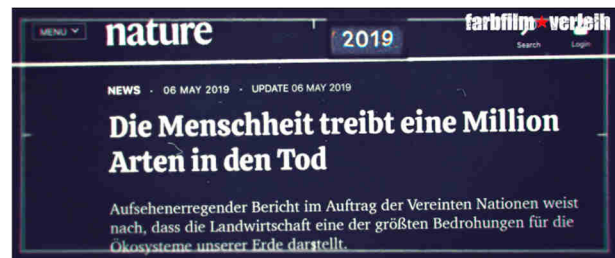 MENU
nature
2019
farbfilm verleih
Search
Login
NEWS · 06 MAY 2019 · UPDATE 06 MAY 2019
Die Menschheit treibt eine Million
Arten in den Tod
Aufsehenerregender Bericht im Auftrag der Vereinten Nationen weist
nach, dass die Landwirtschaft eine der größten Bedrohungen für die
Ökosysteme unserer Erde darstellt.